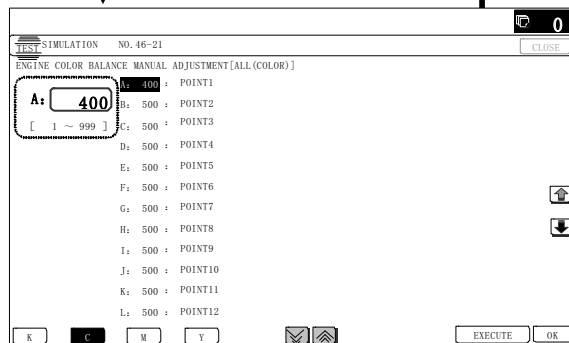 0
TEST SIMULATION NO.46-21
CLOSE
ENGINE COLOR BALANCE MANUAL ADJUSTMENT[ALL(COLOR)]
A: 400
[ 1 ~ 999 ]
A: 400 : POINT1
B: 500 : POINT2
C: 500 : POINT3
D: 500 : POINT4
E: 500 : POINT5
F: 500 : POINT6
G: 500 : POINT7
H: 500 : POINT8
I: 500 : POINT9
J: 500 : POINT10
K: 500 : POINT11
L: 500 : POINT12
K C M Y EXECUTE OK